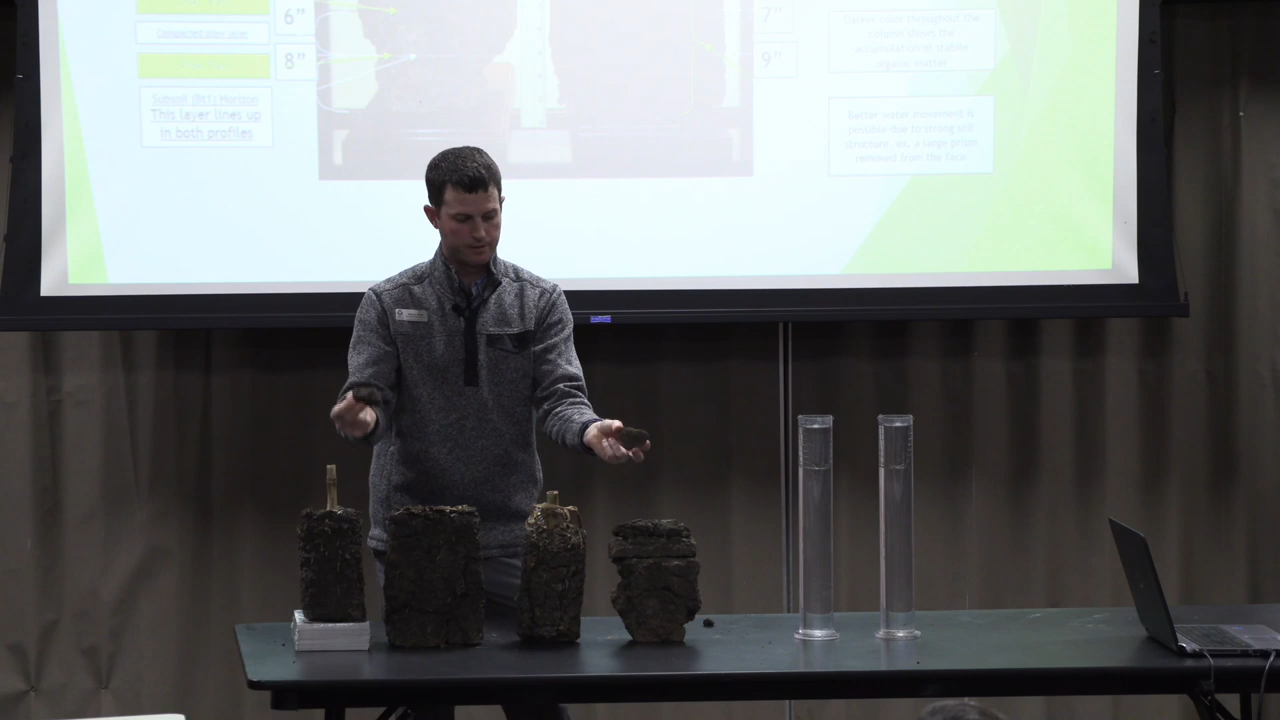 6”
Compacted plow layer
8”
Subsoil (Bt1) Horizon
This layer lines up
in both profiles
7”
9”
Darker color throughout the
column shows the
accumulation of stable
organic matter
Better water movement is
possible due to strong soil
structure, ex. a large prism
removed from the face